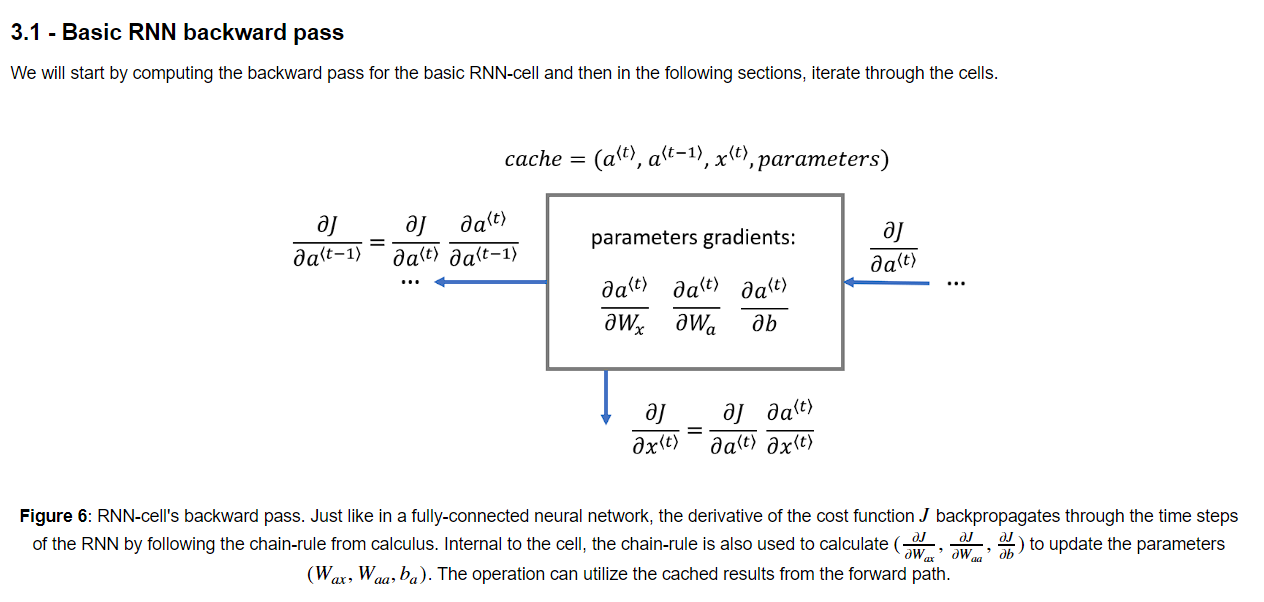 3.1 - Basic RNN backward pass
We will start by computing the backward pass for the basic RNN-cell and then in the following sections, iterate through the cells.
cache = (a⟨t⟩, a⟨t−1⟩, x⟨t⟩, parameters)
∂J/∂a⟨t−1⟩ = ∂J/∂a⟨t⟩ ∂a⟨t⟩/∂a⟨t−1⟩
...
parameters gradients:
∂a⟨t⟩/∂Wx ∂a⟨t⟩/∂Wa ∂a⟨t⟩/∂b
∂J/∂a⟨t⟩
...
∂J/∂x⟨t⟩ = ∂J/∂a⟨t⟩ ∂a⟨t⟩/∂x⟨t⟩
Figure 6: RNN-cell's backward pass. Just like in a fully-connected neural network, the derivative of the cost function J backpropagates through the time steps
of the RNN by following the chain-rule from calculus. Internal to the cell, the chain-rule is also used to calculate (∂J/∂Wax, ∂J/∂Waa, ∂J/∂b) to update the parameters
(Wax, Waa, ba). The operation can utilize the cached results from the forward path.